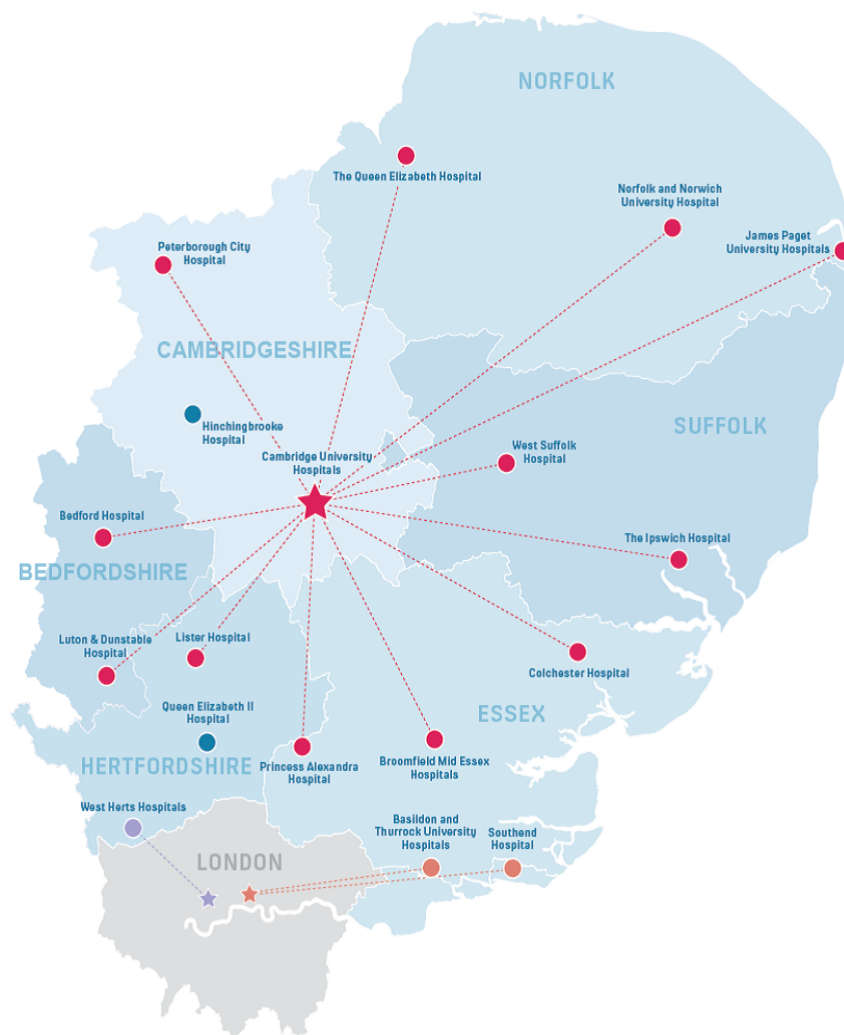 NORFOLK
The Queen Elizabeth Hospital
Norfolk and Norwich
University Hospital
James Paget
University Hospitals
Peterborough City
Hospital
CAMBRIDGESHIRE
Hinchingbrooke
Hospital
SUFFOLK
West Suffolk
Hospital
Cambridge University
Hospitals
Bedford Hospital
The Ipswich Hospital
BEDFORDSHIRE
Luton & Dunstable
Hospital
Lister Hospital
Colchester Hospital
Queen Elizabeth II
Hospital
ESSEX
HERTFORDSHIRE
Princess Alexandra
Hospital
Broomfield Mid Essex
Hospitals
West Herts Hospitals
Basildon and
Thurrock University
Hospitals
Southend
Hospital
LONDON